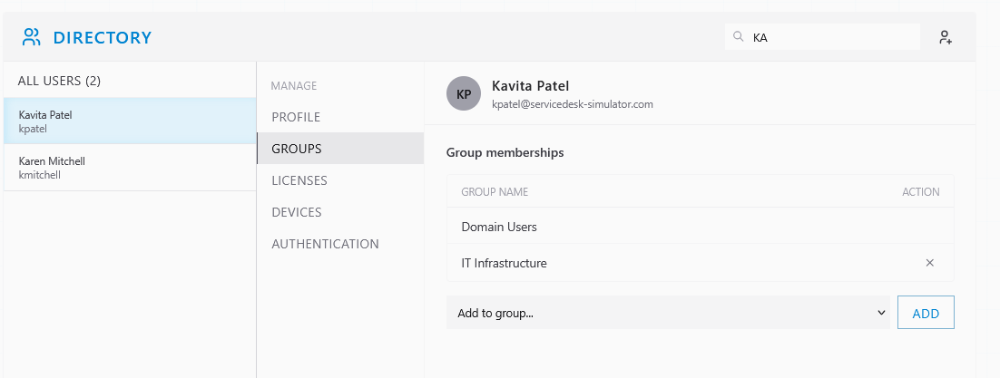 DIRECTORY
KA
ALL USERS (2)
Kavita Patel
kpatel
Karen Mitchell
kmitchell
MANAGE
PROFILE
GROUPS
LICENSES
DEVICES
AUTHENTICATION
KP
Kavita Patel
kpatel@servicedesk-simulator.com
Group memberships
GROUP NAME ACTION
Domain Users
IT Infrastructure
Add to group... ADD